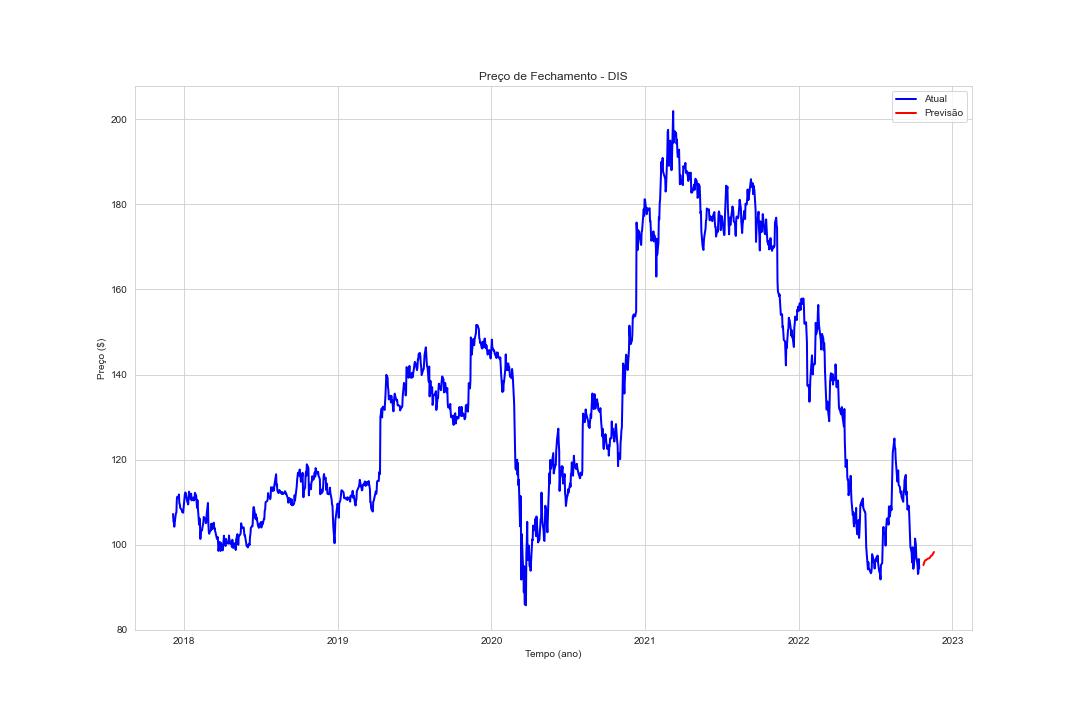 Preço de Fechamento - DIS
Atual
Previsão
200
180
160
140
120
100
80
Preço ($)
2018
2019
2020
2021
2022
2023
Tempo (ano)